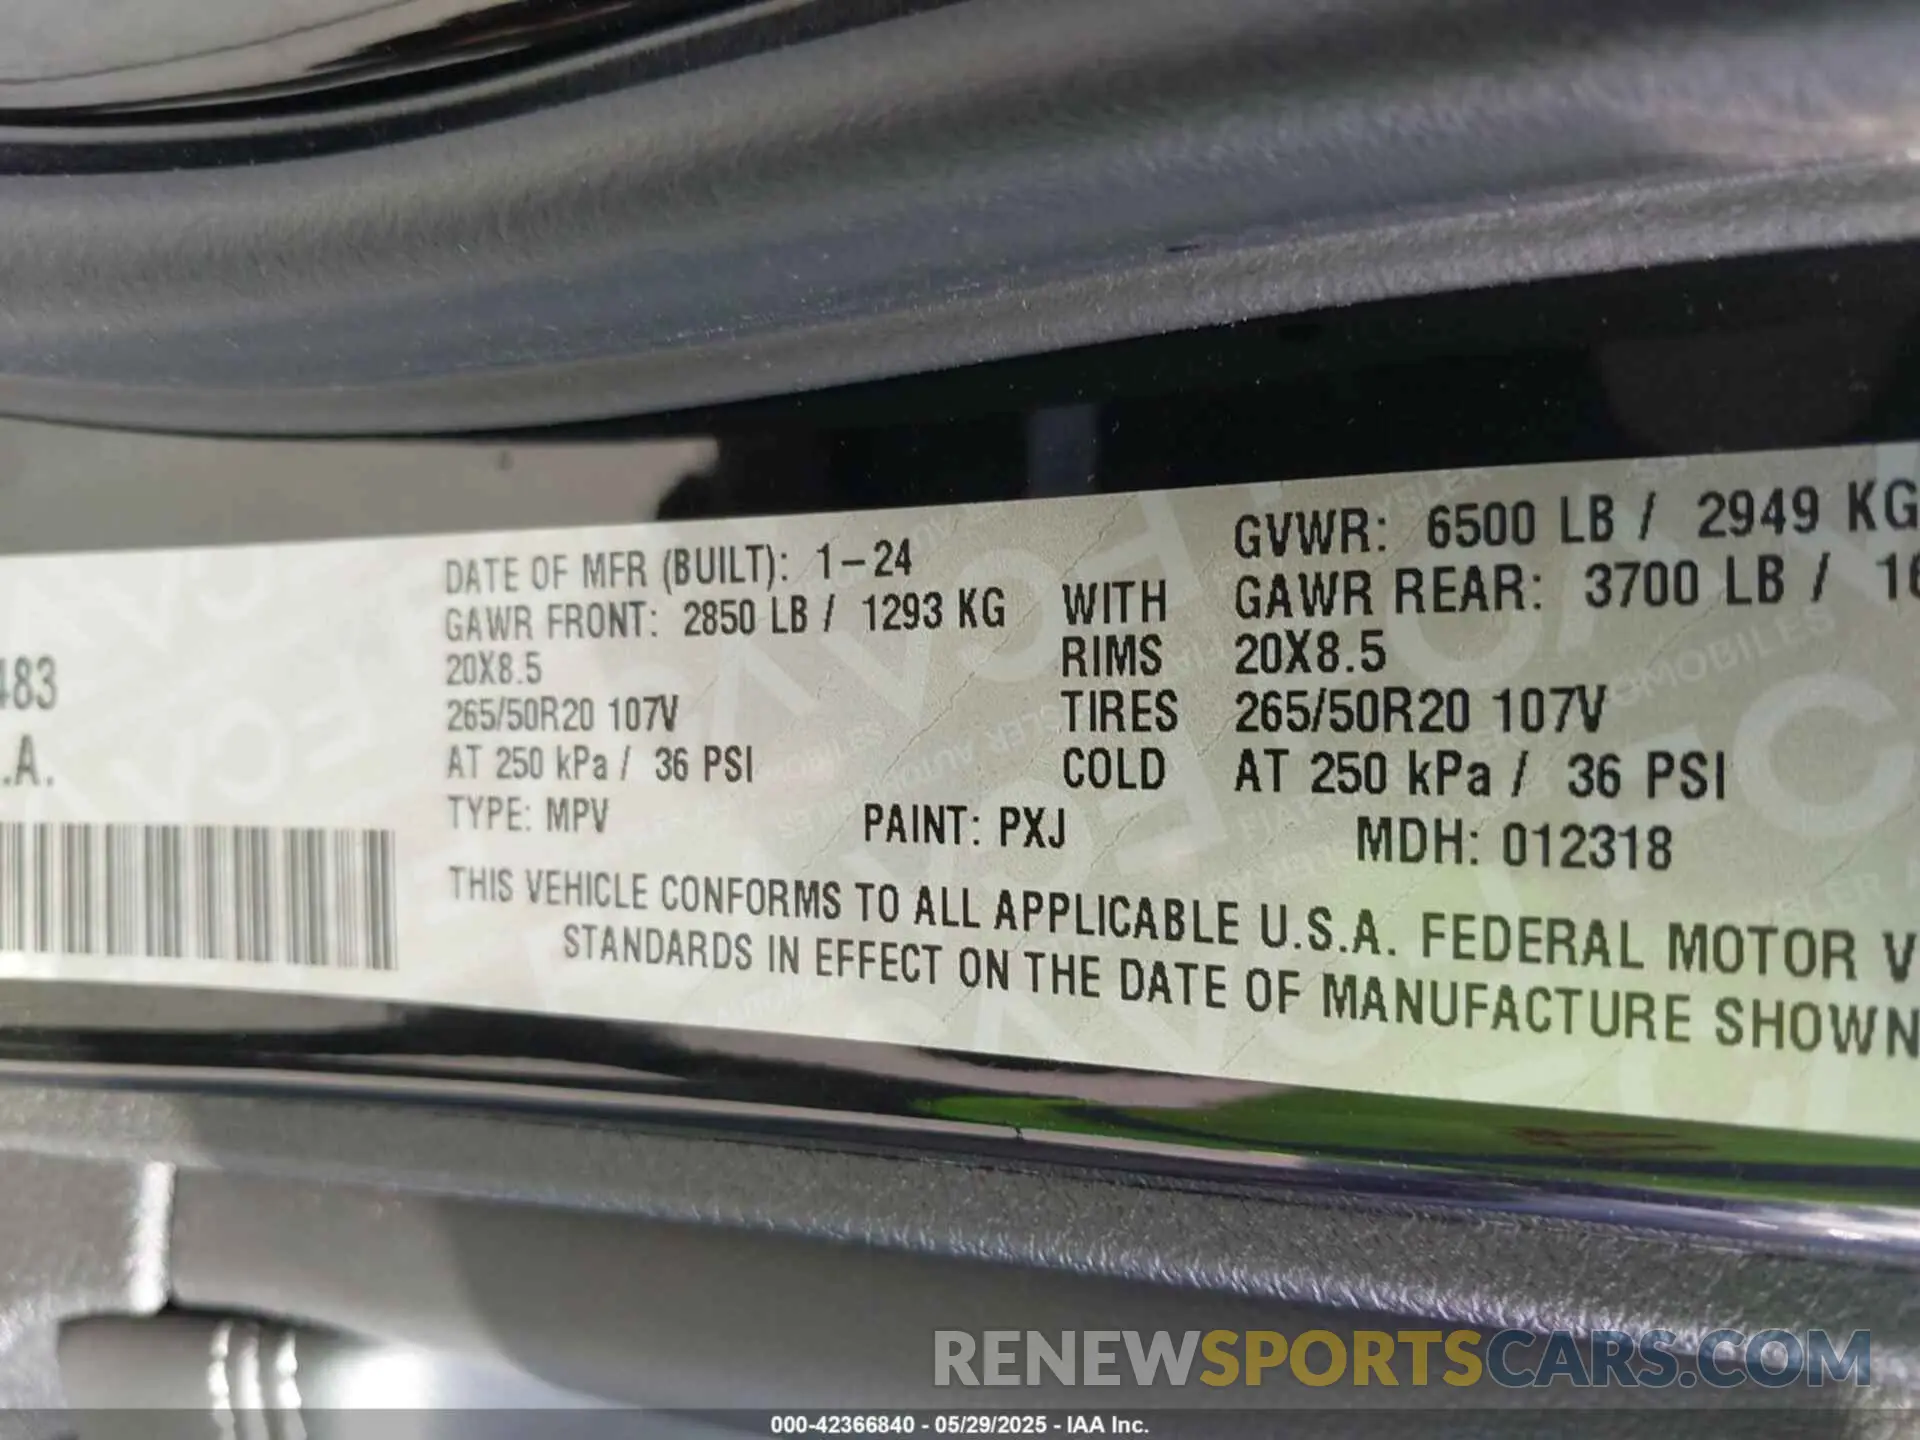 DATE OF MFR (BUILT): 1-24
GVWR: 6500 LB / 2949 KG
GAWR FRONT: 2850 LB / 1293 KG WITH GAWR REAR: 3700 LB /
20X8.5 RIMS 20X8.5
265/50R20 107V TIRES 265/50R20 107V
AT 250 kPa / 36 PSI COLD AT 250 kPa / 36 PSI
TYPE: MPV PAINT: PXJ MDH: 012318
THIS VEHICLE CONFORMS TO ALL APPLICABLE U.S.A. FEDERAL MOTOR V
STANDARDS IN EFFECT ON THE DATE OF MANUFACTURE SHOWN
483
.A.
RENEWSPORTSCARS.COM
000-42366840 - 05/29/2025 - IAA Inc.